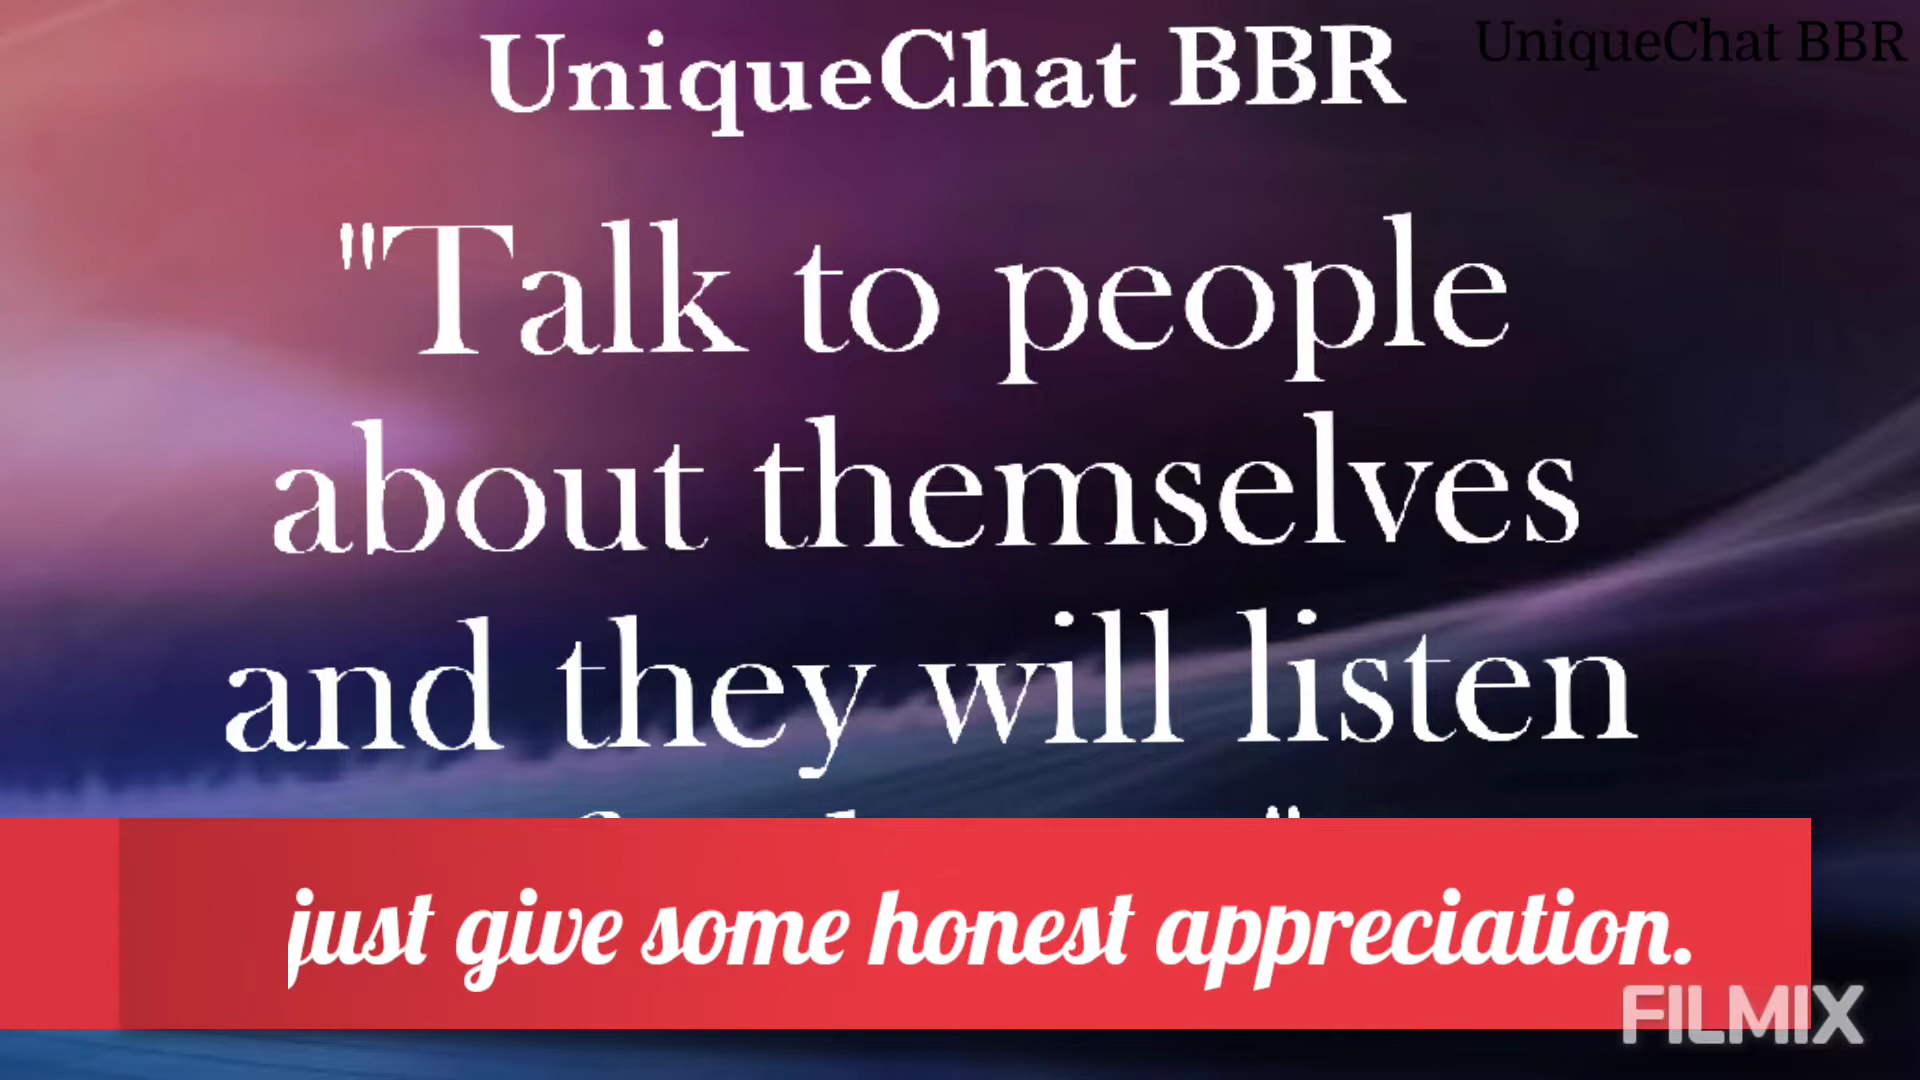 UniqueChat BBR
UniqueChat BBR
"Talk to people
about themselves
and they will listen
just give some honest appreciation.
FILMIX